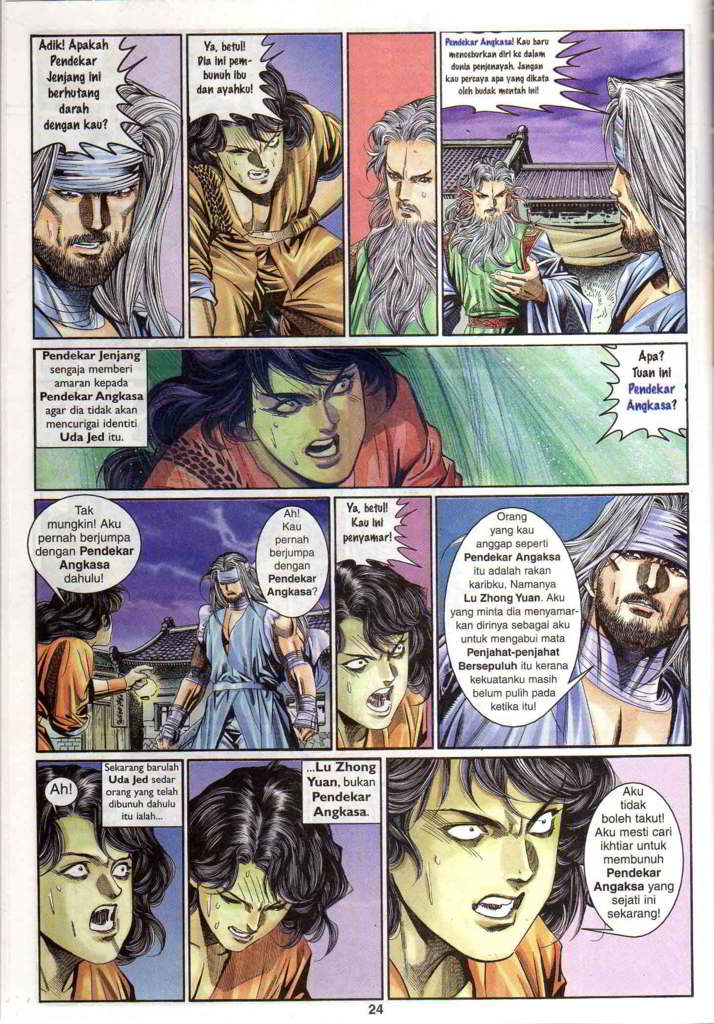 Adik! Apakah
Pendekar
Jenjang ini
berhutang
darah
dengan kau?
Ya, betul!
Dia ini pem-
bunuh ibu
dan ayahku!
Pendekar Angkasa! Kau baru
menceburkan diri ke dalam
dunia penjenayah. Jangan
kau percaya apa yang dikata
oleh budak mentah ini!
Pendekar Jenjang
sengaja memberi
amaran kepada
Pendekar Angkasa
agar dia tidak akan
mencurigai identiti
Uda Jed itu.
Apa?
Tuan ini
Pendekar
Angkasa?
Tak
mungkin! Aku
pernah berjumpa
dengan Pendekar
Angkasa
dahulu!
Ah!
Kau
pernah
berjumpa
dengan
Pendekar
Angkasa?
Ya, betul!
Kau ini
penyamar!
Orang
yang kau
anggap seperti
Pendekar Angaksa
itu adalah rakan
karibku, Namanya
Lu Zhong Yuan. Aku
yang minta dia menyamar-
kan dirinya sebagai aku
untuk mengabui mata
Penjahat-penjahat
Bersepuluh itu kerana
kekuatanku masih
belum pulih pada
ketika itu!
Ah!
Sekarang barulah
Uda Jed sedar
orang yang telah
dibunuh dahulu
itu ialah...
...Lu Zhong
Yuan, bukan
Pendekar
Angkasa.
Aku
tidak
boleh takut!
Aku mesti cari
ikhtiar untuk
membunuh
Pendekar
Angaksa yang
sejati ini
sekarang!
24